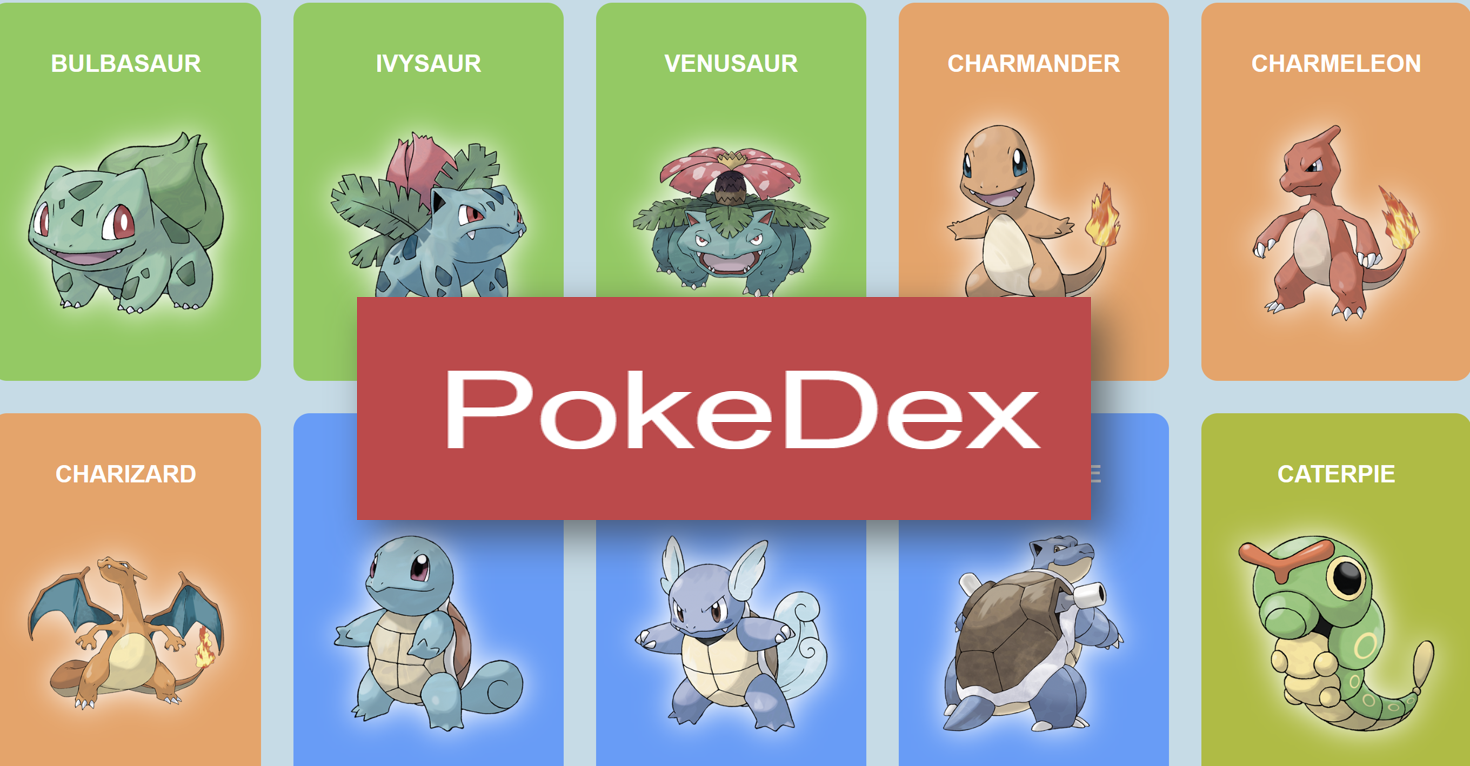 BULBASAUR
IVYSAUR
VENUSAUR
CHARMANDER
CHARMELEON
PokeDex
CHARIZARD
CATERPIE